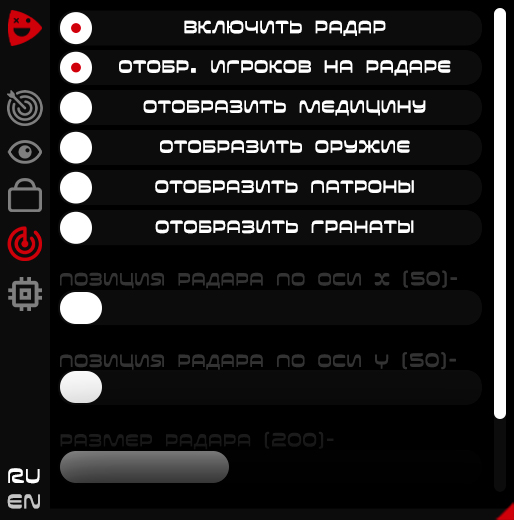 ВКЛЮЧИТЬ РАДАР
ОТОБР. ИГРОКОВ НА РАДАРЕ
ОТОБРАЗИТЬ МЕДИЦИНУ
ОТОБРАЗИТЬ ОРУЖИЕ
ОТОБРАЗИТЬ ПАТРОНЫ
ОТОБРАЗИТЬ ГРАНАТЫ
ПОЗИЦИЯ РАДАРА ПО ОСИ X (50)-
ПОЗИЦИЯ РАДАРА ПО ОСИ Y (50)-
РАЗМЕР РАДАРА (200)-
RU
EN